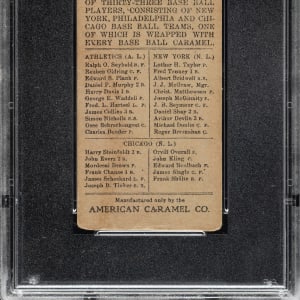 OF THIRTY-THREE BASE BALL
PLAYERS, CONSISTING OF NEW
YORK, PHILADELPHIA AND CHI-
CAGO BASE BALL TEAMS, ONE
OF WHICH IS WRAPPED WITH
EVERY BASE BALL CARAMEL.
ATHLETICS (A. L.)
Ralph O. Seybold R F.
Reuben Oldring C. F.
Edward S. Plank P.
Daniel F. Murphy 2 B.
Harry Davis 1 B.
George E. Waddell P.
Fred. L. Hartsel L. F.
James Collins 3 B.
Simon Nicholls S. S.
Osee Schreckengost C.
Charles Bender P.
NEW YORK (N. L.)
Luther H. Taylor P.
Fred Tenney 1 B.
Albert Bridwell S. S.
J. J. McGraw, Mgr.
Chris. Matthewson P.
Joseph McGinnity P.
J. B. Seymour C. F.
Daniel Shay 2 B.
Arthur Devlin 3 B.
Michael Donlin
Roger Bresnahan C.
CHICAGO (N. L.)
Harry Steinfeldt 3 B.
John Evers 2 B.
Mordecai Brown P.
Frank Chance 1 B.
James Scheckard L. F.
Joseph B. Tinker S. S.
Orvil Overall P.
John Kling C.
Edward Reulbach P.
James Slagle C. F.
Frank Shulte R. F.
Manufactured only by the
AMERICAN CARAMEL CO.